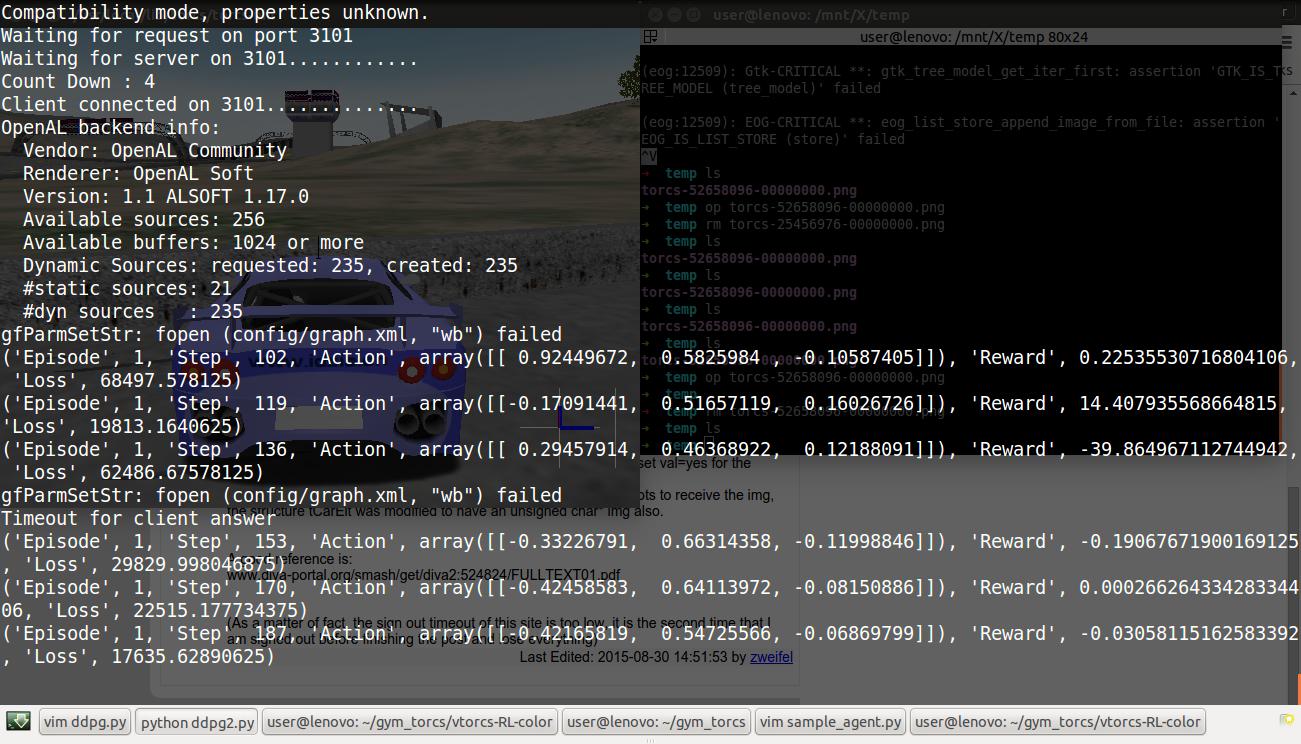 Compatibility mode, properties unknown.
Waiting for request on port 3101
Waiting for server on 3101............
Count Down : 4
Client connected on 3101..............
OpenAL backend info:
Vendor: OpenAL Community
Renderer: OpenAL Soft
Version: 1.1 ALSOFT 1.17.0
Available sources: 256
Available buffers: 1024 or more
Dynamic Sources: requested: 235, created: 235
#static sources: 21
#dyn sources : 235
gfParmSetStr: fopen (config/graph.xml, "wb") failed
('Episode', 1, 'Step', 102, 'Action', array([[ 0.92449672, 0.5825984 , -0.10587405]]), 'Reward', 0.22535530716804106,
'Loss', 68497.578125)
('Episode', 1, 'Step', 119, 'Action', array([[-0.17091441, 0.51657119, 0.16026726]]), 'Reward', 14.407935568664815,
'Loss', 19813.1640625)
('Episode', 1, 'Step', 136, 'Action', array([[ 0.29457914, 0.46368922, 0.12188091]]), 'Reward', -39.864967112744942,
'Loss', 62486.67578125)
gfParmSetStr: fopen (config/graph.xml, "wb") failed
Timeout for client answer
('Episode', 1, 'Step', 153, 'Action', array([[-0.33226791, 0.66314358, -0.11998846]]), 'Reward', -0.19067671900169125
, 'Loss', 29829.998046875)
('Episode', 1, 'Step', 170, 'Action', array([[-0.42458583, 0.64113972, -0.08150886]]), 'Reward', 0.000266264334283344
06, 'Loss', 22515.177734375)
('Episode', 1, 'Step', 187, 'Action', array([[-0.42165819, 0.54725566, -0.06869799]]), 'Reward', -0.03058115162583392
, 'Loss', 17635.62890625)
user@lenovo: /mnt/X/temp
user@lenovo: /mnt/X/temp 80x24
(eog:12509): Gtk-CRITICAL **: gtk_tree_model_get_iter_first: assertion 'GTK_IS_T
REE_MODEL (tree_model)' failed
(eog:12509): EOG-CRITICAL **: eog_list_store_append_image_from_file: assertion '
EOG_IS_LIST_STORE (store)' failed
^V
→ temp ls
torcs-52658096-00000000.png
→ temp op torcs-52658096-00000000.png
→ temp rm torcs-25456976-00000000.png
→ temp ls
torcs-52658096-00000000.png
→ temp ls
torcs-52658096-00000000.png
→ temp ls
torcs-52658096-00000000.png
→ temp ls
→ temp op torcs-52658096-00000000.png
→ temp
→ temp rm torcs-52658096-00000000.png
→ temp ls
→ temp
set val=yes for the
ots to receive the img,
the structure tCarElt was modified to have an unsigned char* img also.
A good reference is:
www.diva-portal.org/smash/get/diva2:524824/FULLTEXT01.pdf
(As a matter of fact, the sign out timeout of this site is too low, it is the second time that I
am signed out before finishing the post and lose everything)
Last Edited: 2015-08-30 14:51:53 by zweifel
vim ddpg.py
python ddpg2.py
user@lenovo: ~/gym_torcs/vtorcs-RL-color
user@lenovo: ~/gym_torcs
vim sample_agent.py
user@lenovo: ~/gym_torcs/vtorcs-RL-color